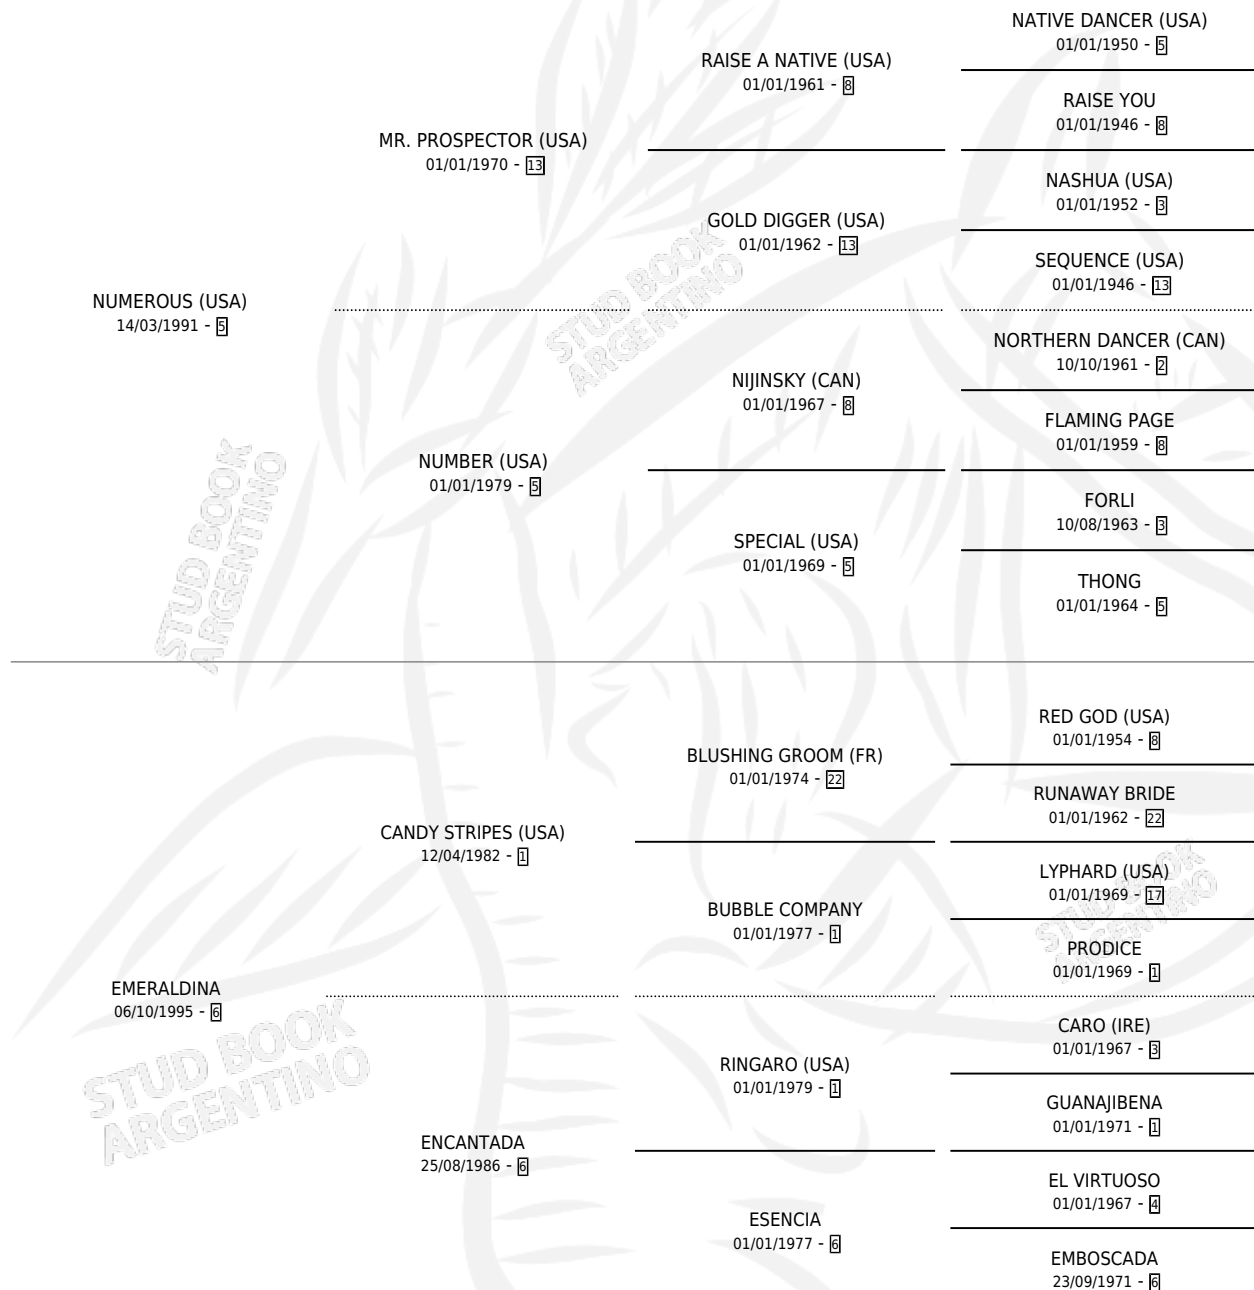 NATIVE DANCER (USA)
01/01/1950 - 5
RAISE A NATIVE (USA)
01/01/1961 - 8
RAISE YOU
01/01/1946 - 8
MR. PROSPECTOR (USA)
01/01/1970 - 13
NASHUA (USA)
01/01/1952 - 3
GOLD DIGGER (USA)
01/01/1962 - 13
SEQUENCE (USA)
01/01/1946 - 13
NUMEROUS (USA)
14/03/1991 - 5
STUD BOOK
ARGENTINO
NORTHERN DANCER (CAN)
10/10/1961 - 2
NIJINSKY (CAN)
01/01/1967 - 8
FLAMING PAGE
01/01/1959 - 8
NUMBER (USA)
01/01/1979 - 5
FORLI
10/08/1963 - 3
SPECIAL (USA)
01/01/1969 - 5
THONG
01/01/1964 - 5
STUD BOOK
ARGENTINO
RED GOD (USA)
01/01/1954 - 8
BLUSHING GROOM (FR)
01/01/1974 - 22
RUNAWAY BRIDE
01/01/1962 - 22
CANDY STRIPES (USA)
12/04/1982 - 1
LYPHARD (USA)
01/01/1969 - 17
BUBBLE COMPANY
01/01/1977 - 1
STUD BOOK
ARGENTINO
PRODICE
01/01/1969 - 1
EMERALDINA
06/10/1995 - 6
STUD BOOK
ARGENTINO
CARO (IRE)
01/01/1967 - 3
RINGARO (USA)
01/01/1979 - 1
GUANAJIBENA
01/01/1971 - 1
ENCANTADA
25/08/1986 - 6
EL VIRTUOSO
01/01/1967 - 4
ESENCIA
01/01/1977 - 6
EMBOSCADA
23/09/1971 - 6